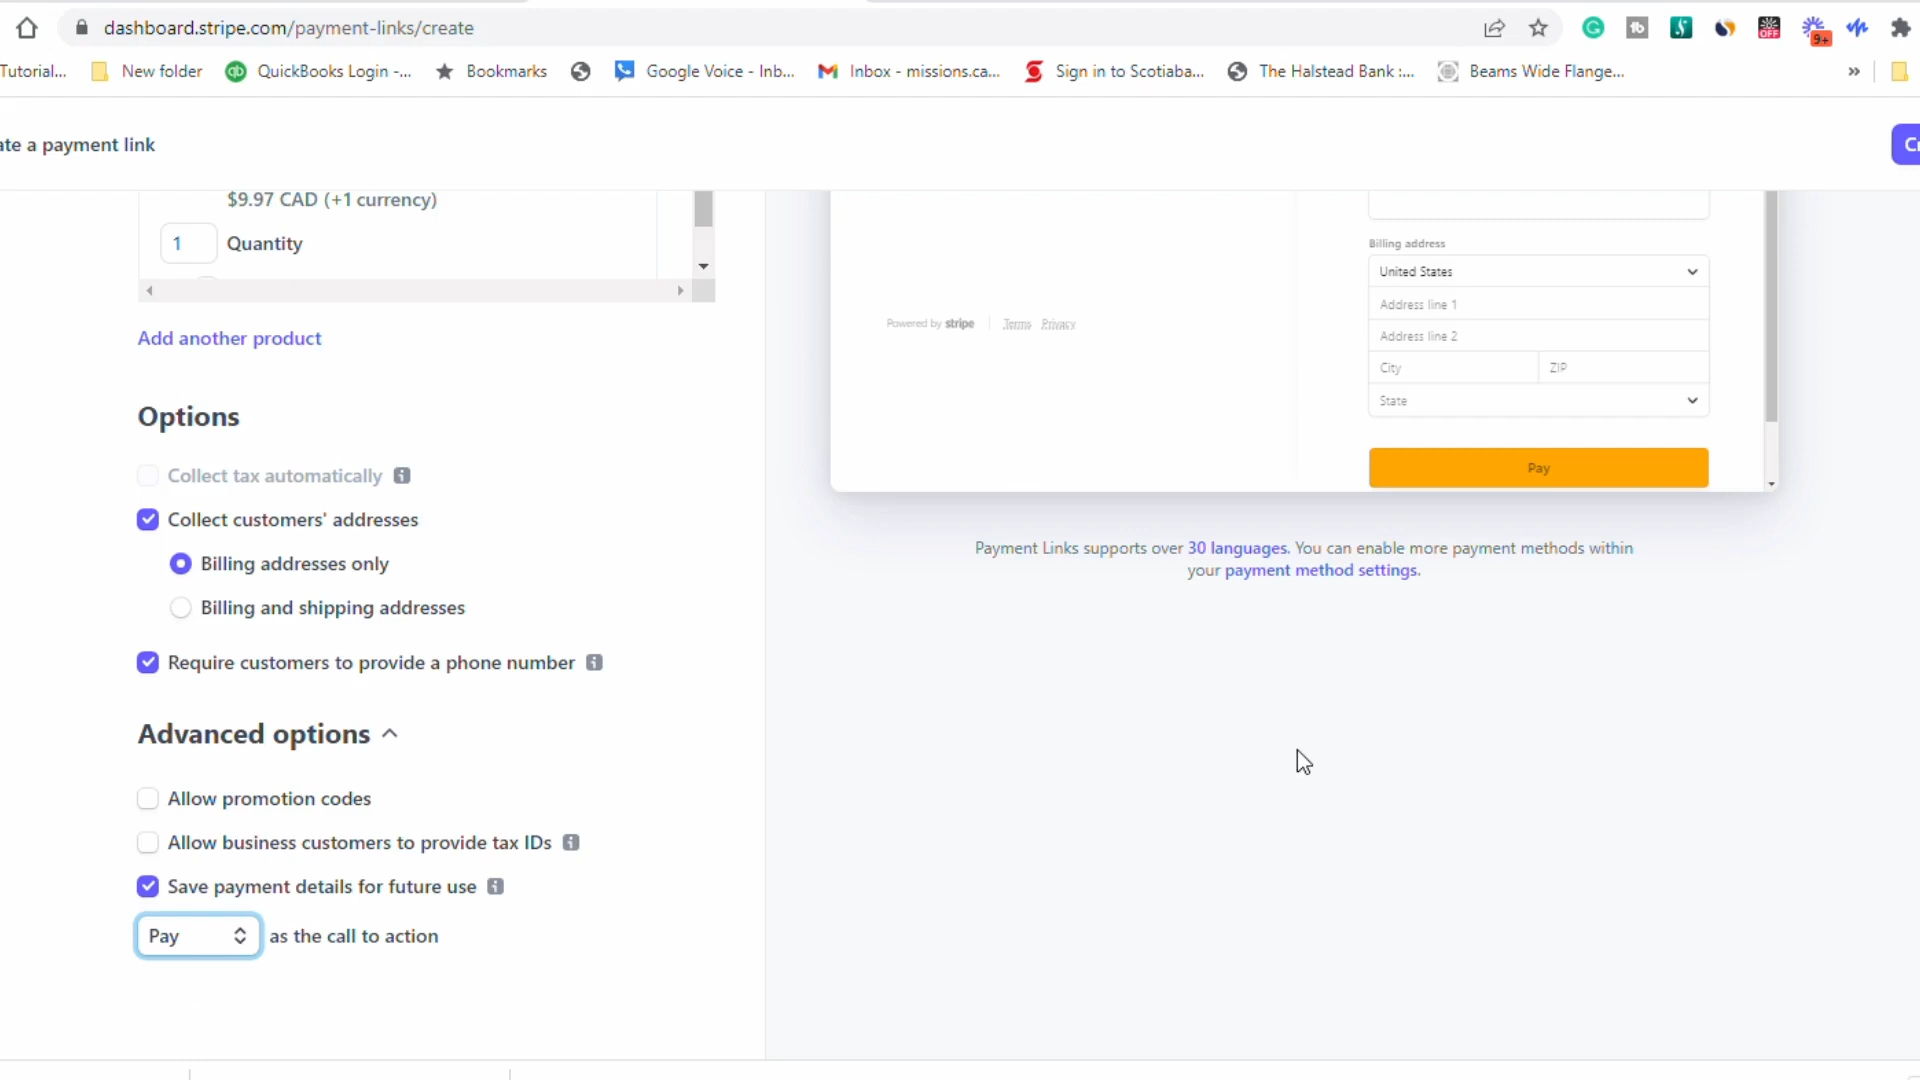 dashboard.stripe.com/payment-links/create
OFF
9+
Tutorial...
New folder
QuickBooks Login -...
Bookmarks
Google Voice - Inb...
Inbox - missions.ca...
Sign in to Scotiaba...
The Halstead Bank :...
Beams Wide Flange...
»
ate a payment link
Cr
$9.97 CAD (+1 currency)
1 Quantity
Add another product
Options
Collect tax automatically
Collect customers' addresses
Billing addresses only
Billing and shipping addresses
Require customers to provide a phone number
Advanced options
Allow promotion codes
Allow business customers to provide tax IDs
Save payment details for future use
Pay as the call to action
Powered by stripe
Terms Privacy
Billing address
United States
Address line 1
Address line 2
City ZIP
State
Pay
Payment Links supports over 30 languages. You can enable more payment methods within
your payment method settings.